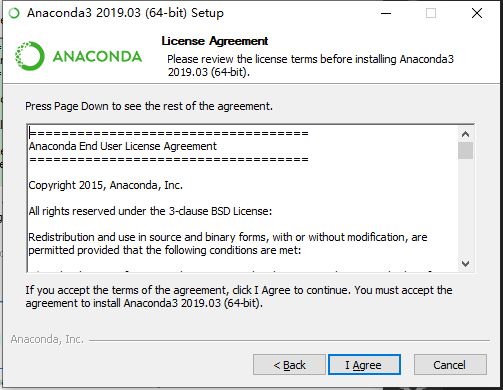 Anaconda3 2019.03 (64-bit) Setup
License Agreement
ANACONDA
Please review the license terms before installing Anaconda3
2019.03 (64-bit).
Press Page Down to see the rest of the agreement.
===================================
Anaconda End User License Agreement
===================================
Copyright 2015, Anaconda, Inc.
All rights reserved under the 3-clause BSD License:
Redistribution and use in source and binary forms, with or without modification, are
permitted provided that the following conditions are met:
If you accept the terms of the agreement, click I Agree to continue. You must accept the
agreement to install Anaconda3 2019.03 (64-bit).
Anaconda, Inc.
< Back
I Agree
Cancel